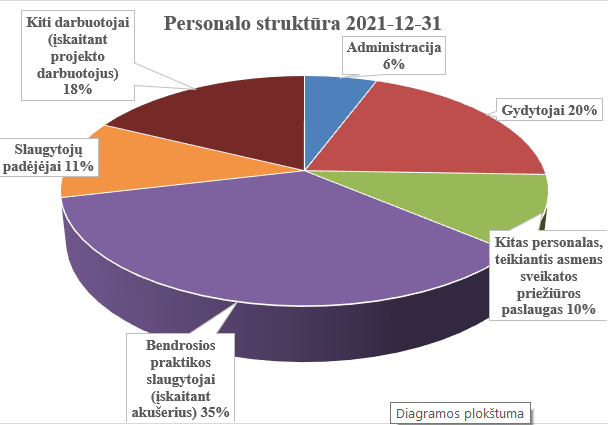 Personalo struktūra 2021-12-31
Kiti darbuotojai
(įskaitant
projekto
darbuotojus)
18%
Administracija
6%
Gydytojai 20%
Slaugytojų
padėjėjai 11%
Kitas personalas,
teikiantis asmens
sveikatos
priežiūros
paslaugas 10%
Bendrosios
praktikos
slaugytojai
(įskaitant
akušerius) 35%
Diagramos plokštuma